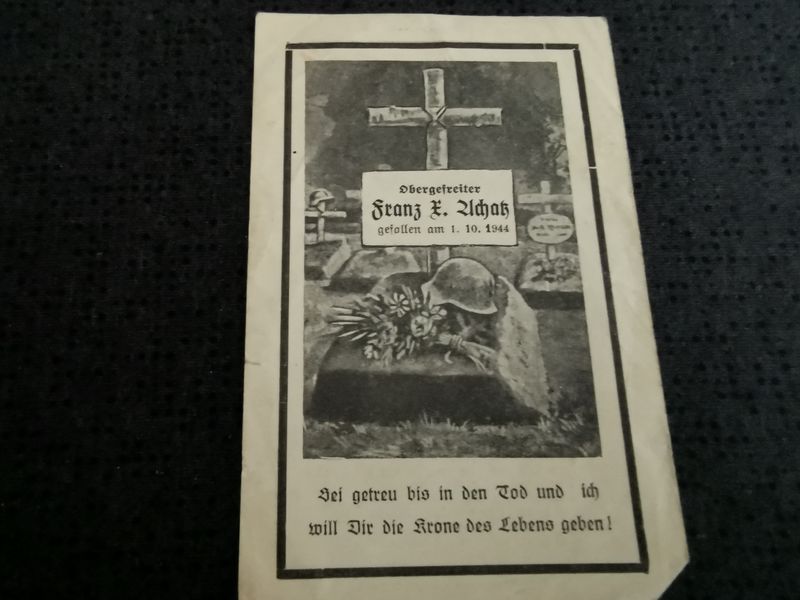 Obergefreiter
Franz X. Achatz
gefallen am 1. 10. 1944
Sei getreu bis in den Tod und ich
will Dir die Krone des Lebens geben!